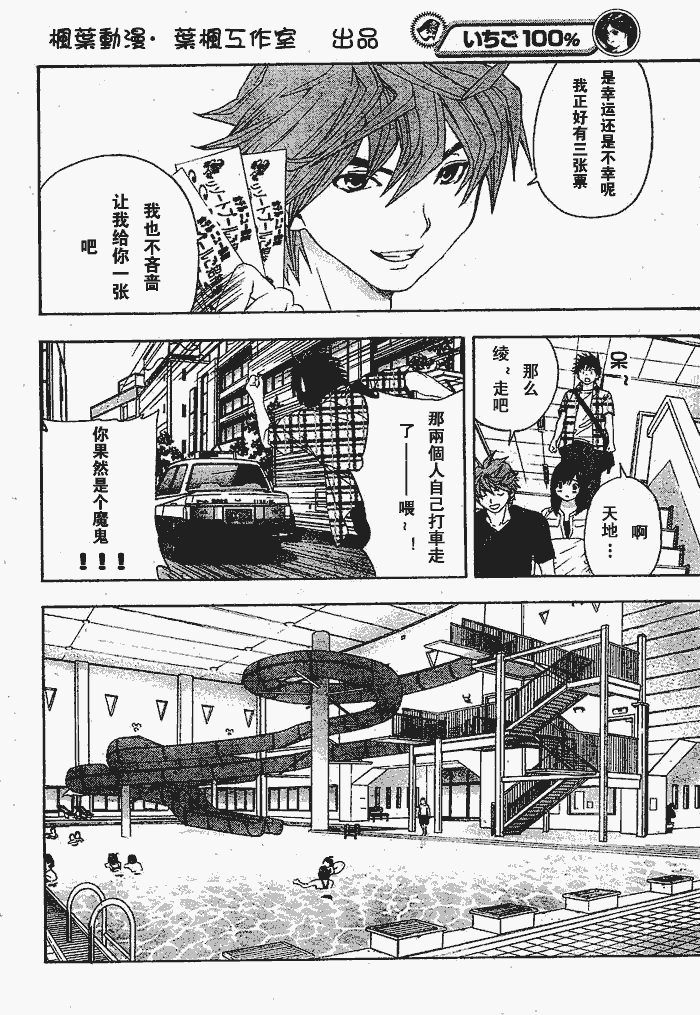 楓葉動漫·葉楓工作室 出品
いちご100%
是幸运还是不幸呢
我正好有三张票
我也不吝啬
让我给你一张
吧
那么
绫~走吧
呆~
啊
天地…
那兩個人自己打車走
了——喂~！
你果然是个魔鬼
！！！